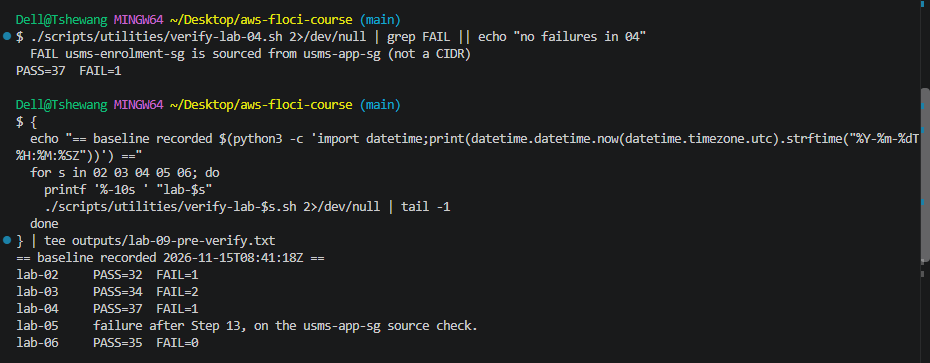 Dell@Tshewang MINGW64 ~/Desktop/aws-floci-course (main)
$ ./scripts/utilities/verify-lab-04.sh 2>/dev/null | grep FAIL || echo "no failures in 04"
  FAIL usms-enrolment-sg is sourced from usms-app-sg (not a CIDR)
PASS=37  FAIL=1

Dell@Tshewang MINGW64 ~/Desktop/aws-floci-course (main)
$ {
  echo "== baseline recorded $(python3 -c 'import datetime;print(datetime.datetime.now(datetime.timezone.utc).strftime("%Y-%m-%dT
%H:%M:%SZ"))') =="
  for s in 02 03 04 05 06; do
    printf '%-10s ' "lab-$s"
    ./scripts/utilities/verify-lab-$s.sh 2>/dev/null | tail -1
  done
} | tee outputs/lab-09-pre-verify.txt
== baseline recorded 2026-11-15T08:41:18Z ==
lab-02     PASS=32  FAIL=1
lab-03     PASS=34  FAIL=2
lab-04     PASS=37  FAIL=1
lab-05     failure after Step 13, on the usms-app-sg source check.
lab-06     PASS=35  FAIL=0